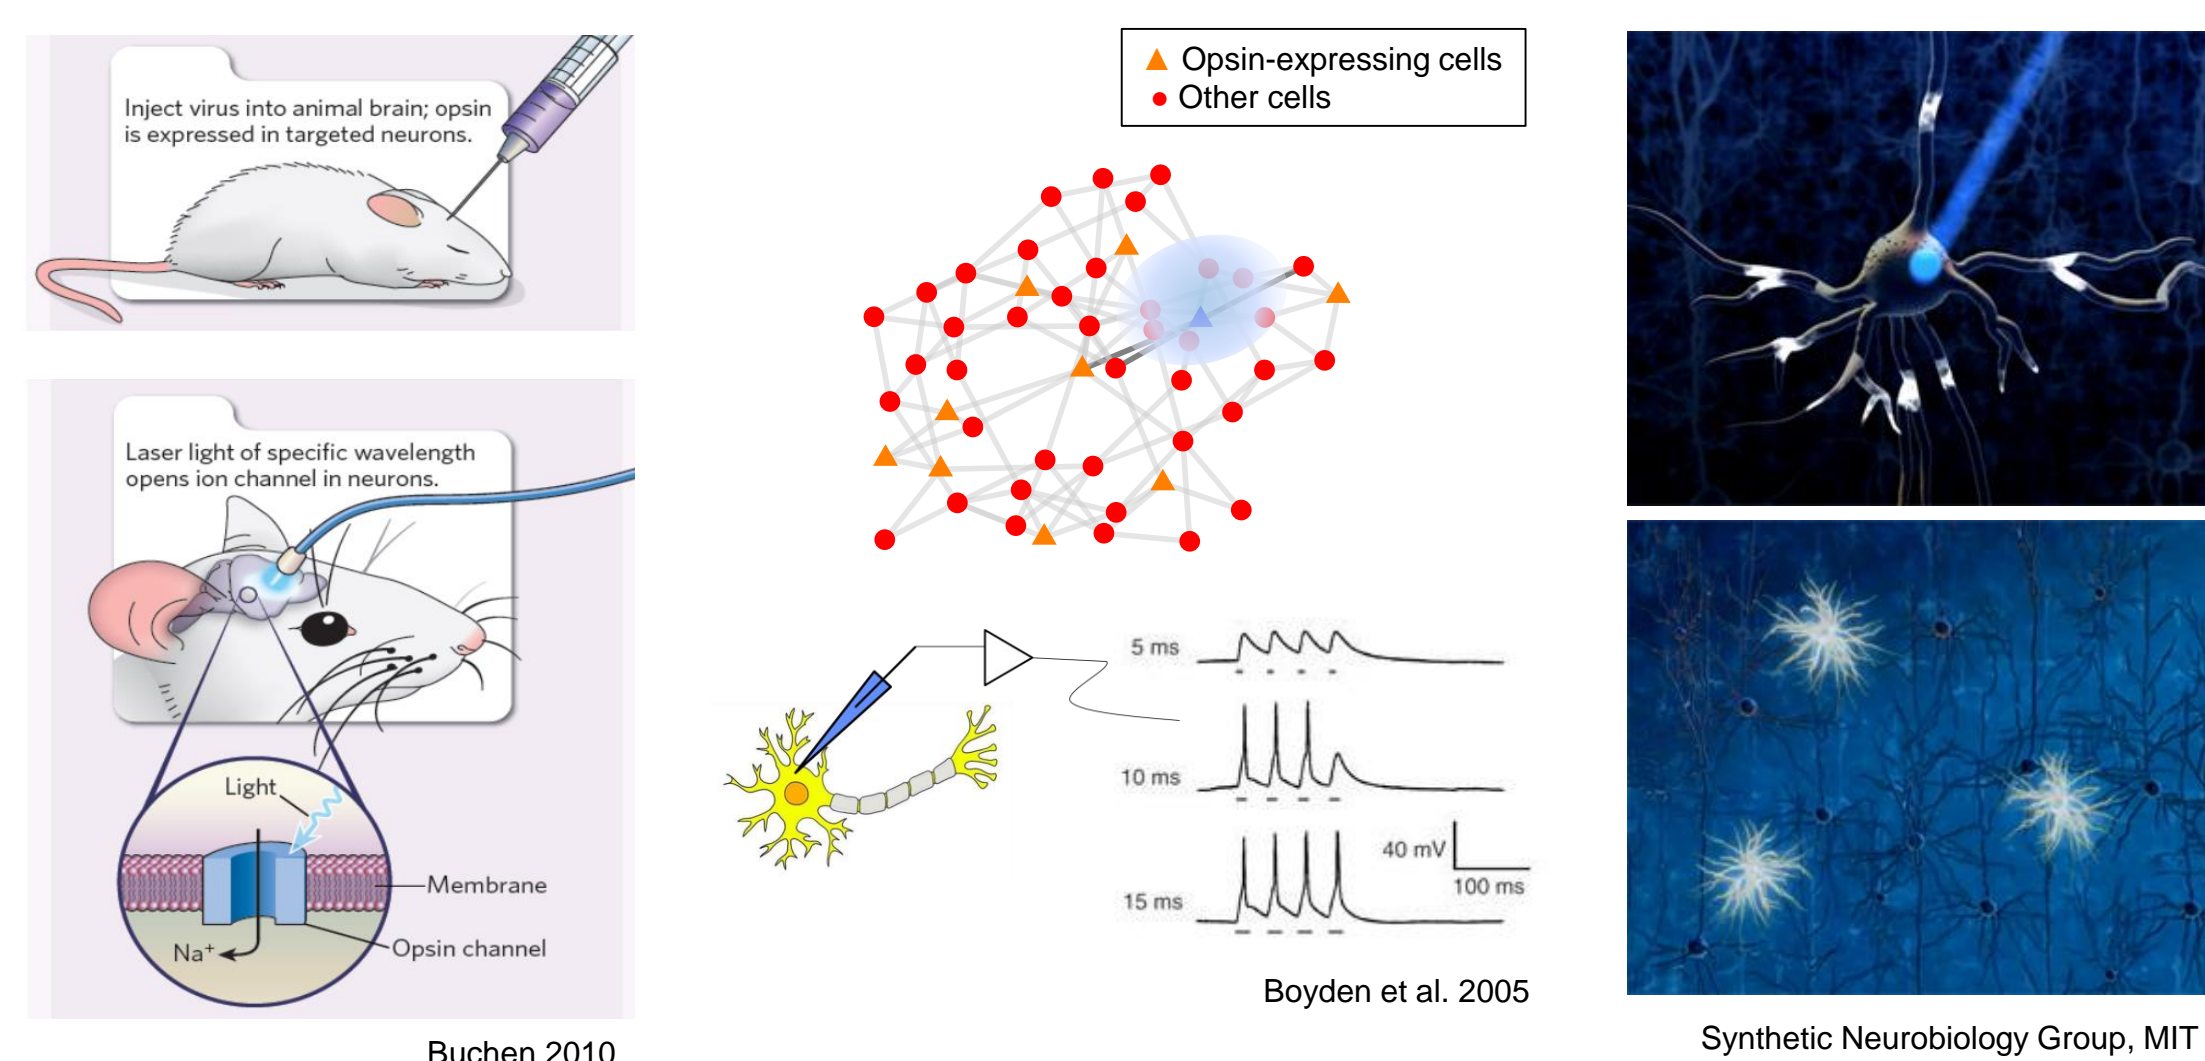 Inject virus into animal brain; opsin
is expressed in targeted neurons.
Laser light of specific wavelength
opens ion channel in neurons.
Light
Membrane
Na+
Opsin channel
Buchen 2010
Opsin-expressing cells
Other cells
5 ms
10 ms
40 mV
100 ms
15 ms
Boyden et al. 2005
Synthetic Neurobiology Group, MIT